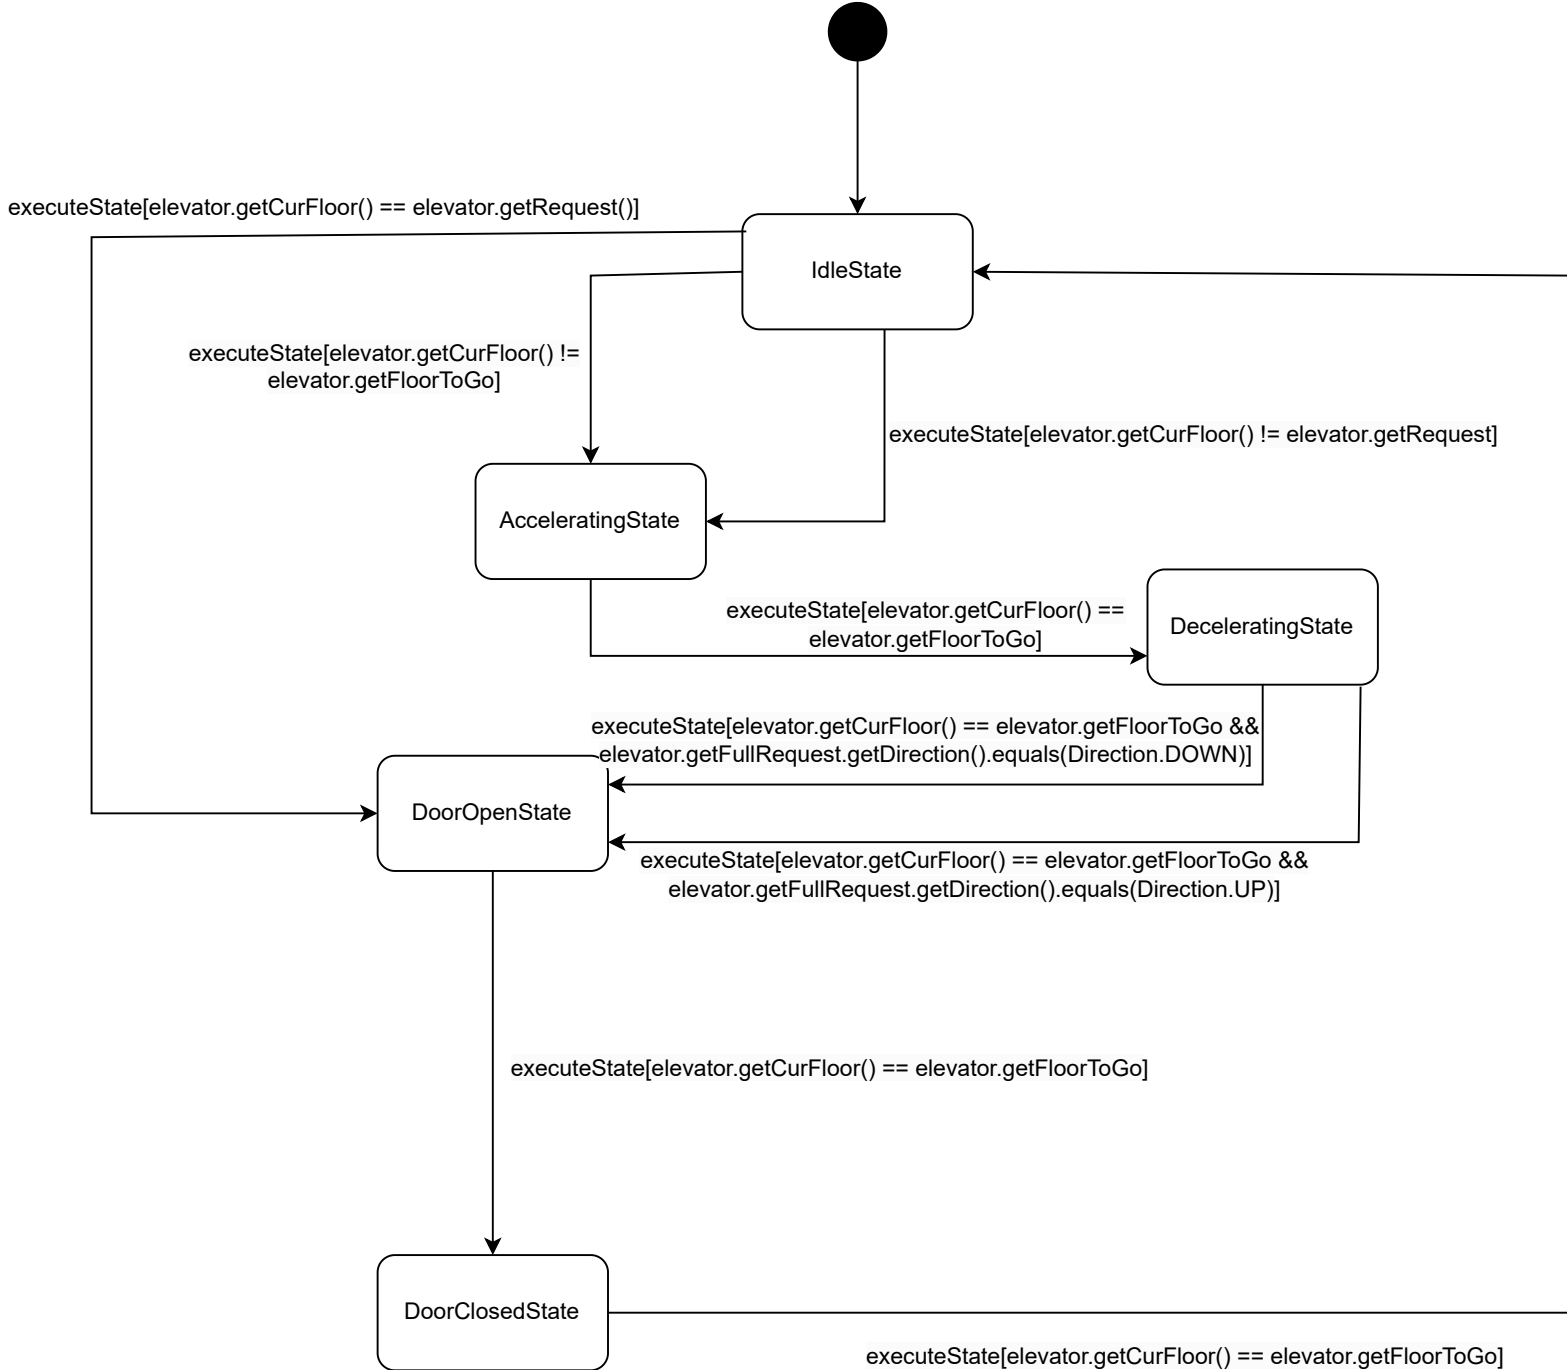 executeState[elevator.getCurFloor() == elevator.getRequest()]
IdleState
executeState[elevator.getCurFloor() !=
elevator.getFloorToGo]
executeState[elevator.getCurFloor() != elevator.getRequest]
AcceleratingState
executeState[elevator.getCurFloor() ==
elevator.getFloorToGo]
DeceleratingState
executeState[elevator.getCurFloor() == elevator.getFloorToGo &&
elevator.getFullRequest.getDirection().equals(Direction.DOWN)]
DoorOpenState
executeState[elevator.getCurFloor() == elevator.getFloorToGo &&
elevator.getFullRequest.getDirection().equals(Direction.UP)]
executeState[elevator.getCurFloor() == elevator.getFloorToGo]
DoorClosedState
executeState[elevator.getCurFloor() == elevator.getFloorToGo]